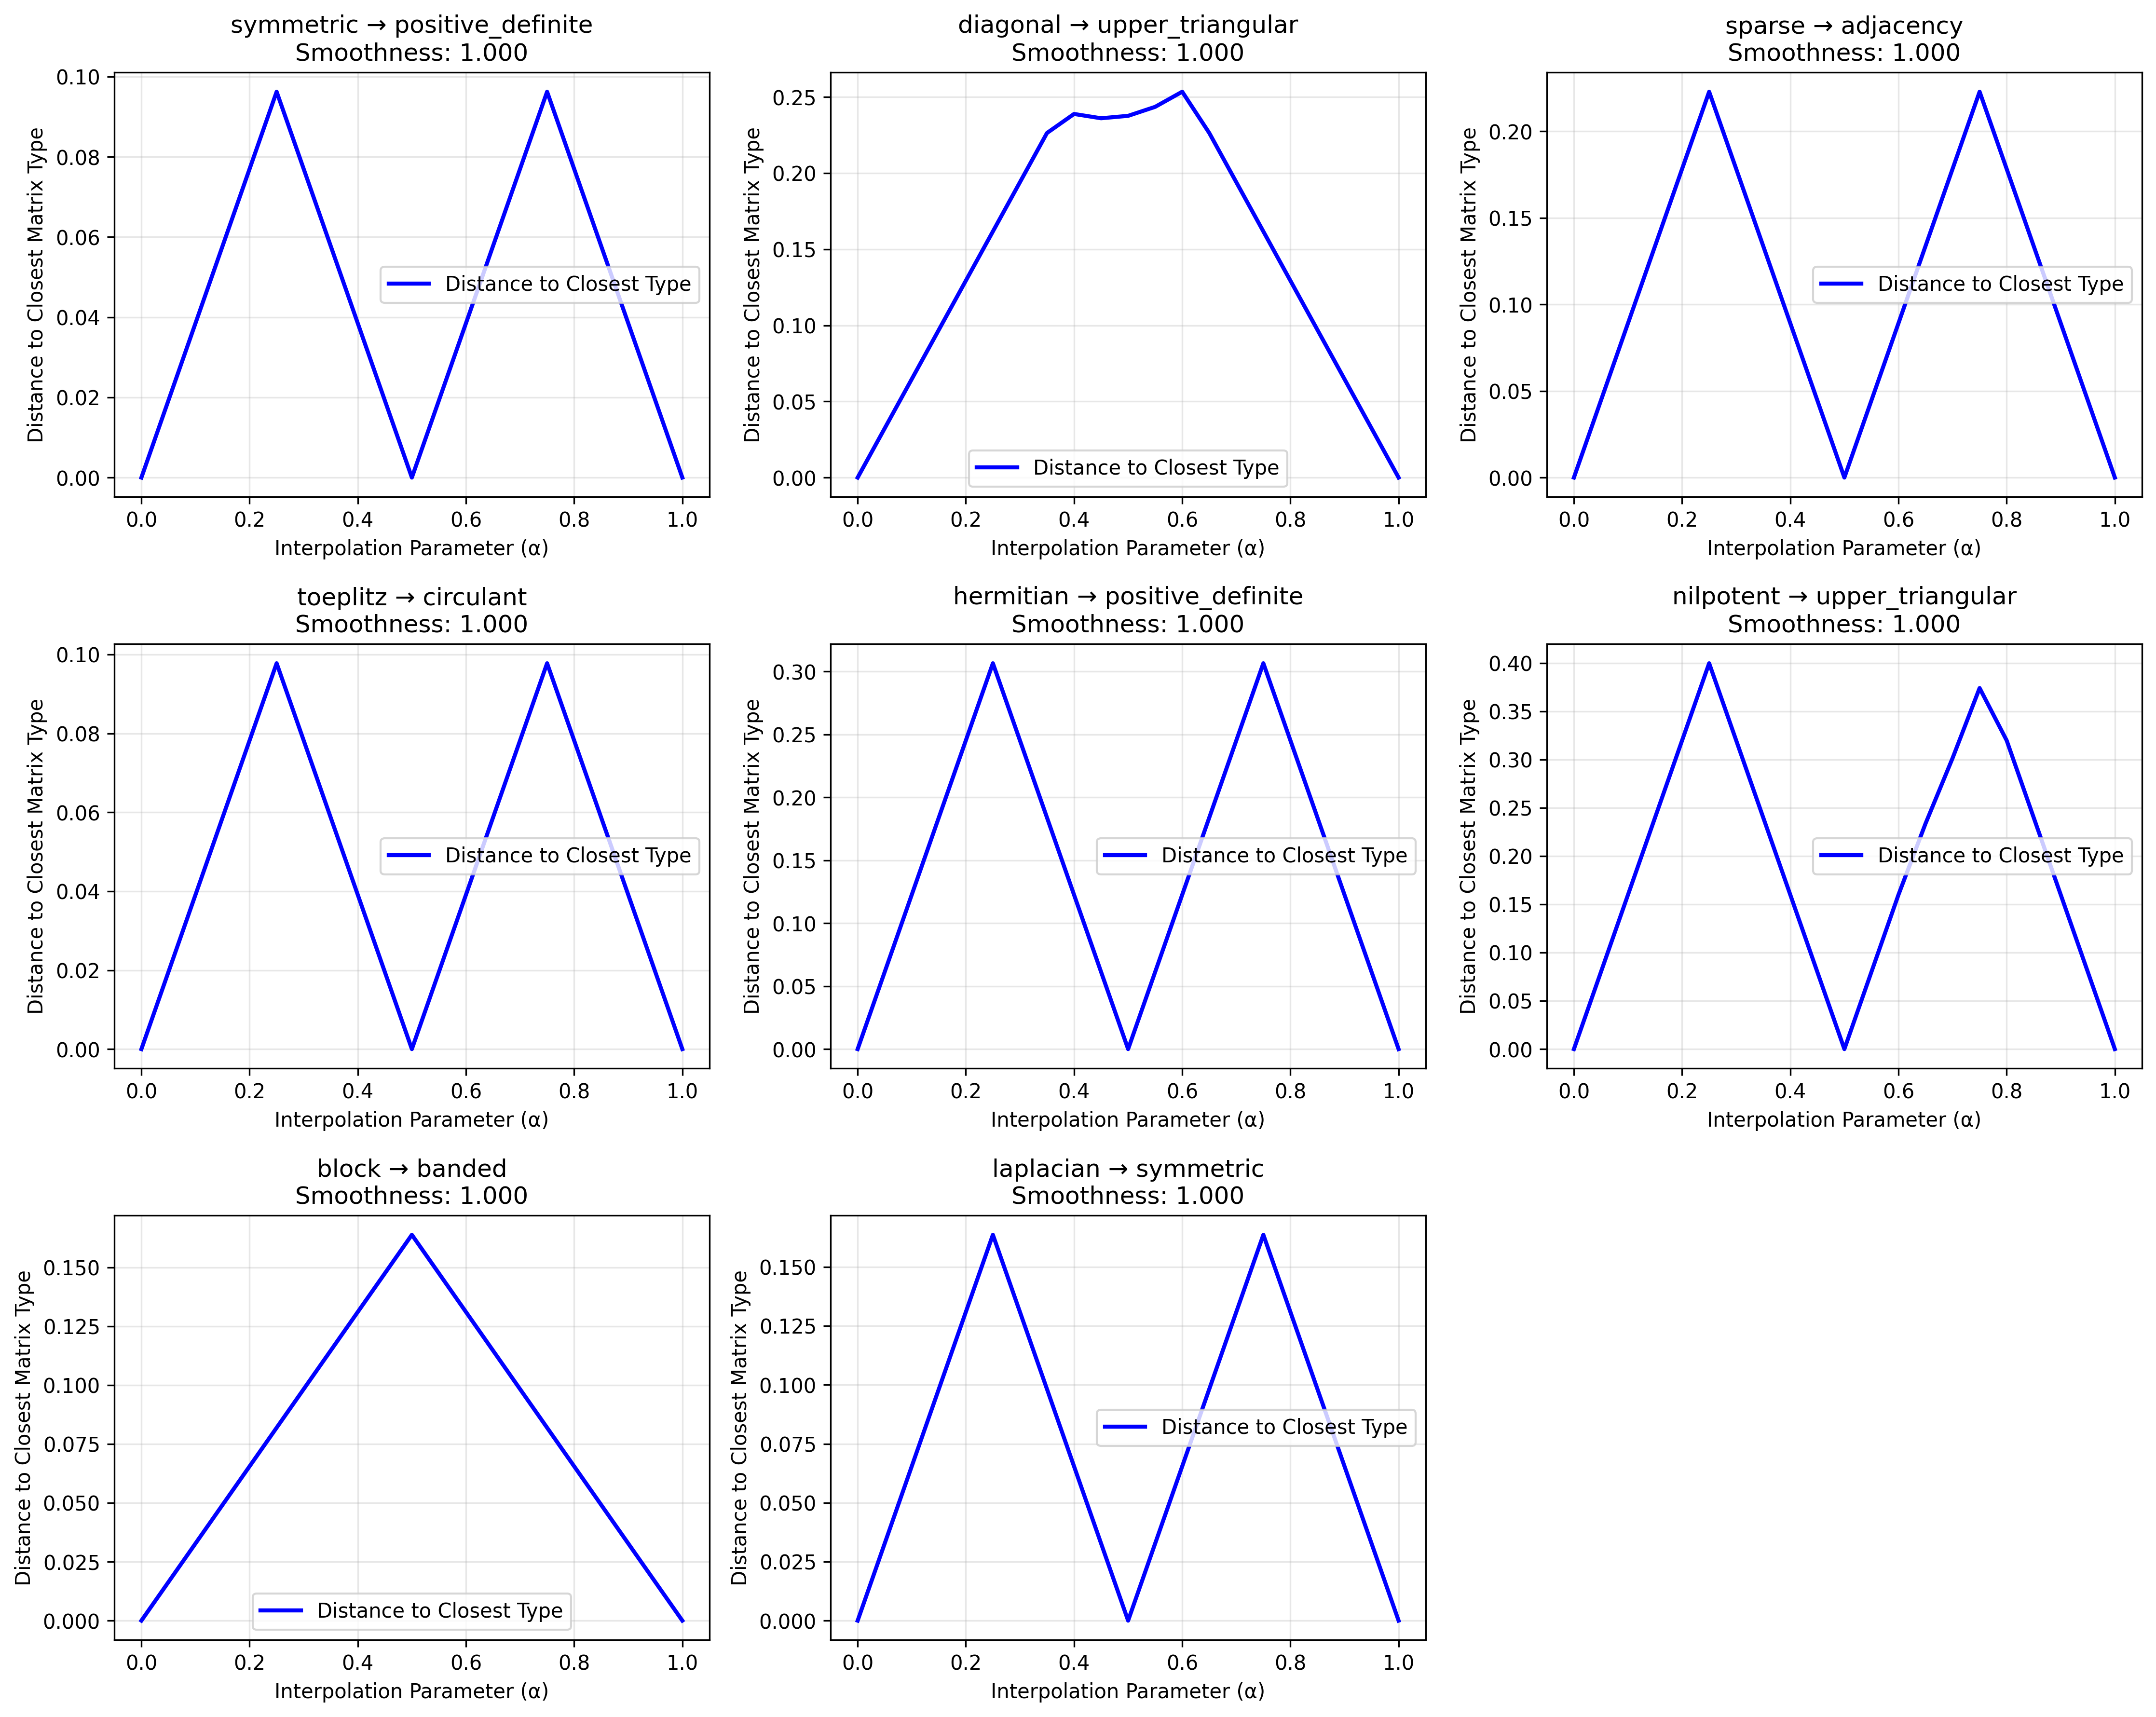 symmetric → positive_definite
Smoothness: 1.000
Distance to Closest Matrix Type
0.10
0.08
0.06
0.04
0.02
0.00
Distance to Closest Type
0.0 0.2 0.4 0.6 0.8 1.0
Interpolation Parameter (α)
diagonal → upper_triangular
Smoothness: 1.000
Distance to Closest Matrix Type
0.25
0.20
0.15
0.10
0.05
0.00
Distance to Closest Type
0.0 0.2 0.4 0.6 0.8 1.0
Interpolation Parameter (α)
sparse → adjacency
Smoothness: 1.000
Distance to Closest Matrix Type
0.20
0.15
0.10
0.05
0.00
Distance to Closest Type
0.0 0.2 0.4 0.6 0.8 1.0
Interpolation Parameter (α)
toeplitz → circulant
Smoothness: 1.000
Distance to Closest Matrix Type
0.10
0.08
0.06
0.04
0.02
0.00
Distance to Closest Type
0.0 0.2 0.4 0.6 0.8 1.0
Interpolation Parameter (α)
hermitian → positive_definite
Smoothness: 1.000
Distance to Closest Matrix Type
0.30
0.25
0.20
0.15
0.10
0.05
0.00
Distance to Closest Type
0.0 0.2 0.4 0.6 0.8 1.0
Interpolation Parameter (α)
nilpotent → upper_triangular
Smoothness: 1.000
Distance to Closest Matrix Type
0.40
0.35
0.30
0.25
0.20
0.15
0.10
0.05
0.00
Distance to Closest Type
0.0 0.2 0.4 0.6 0.8 1.0
Interpolation Parameter (α)
block → banded
Smoothness: 1.000
Distance to Closest Matrix Type
0.150
0.125
0.100
0.075
0.050
0.025
0.000
Distance to Closest Type
0.0 0.2 0.4 0.6 0.8 1.0
Interpolation Parameter (α)
laplacian → symmetric
Smoothness: 1.000
Distance to Closest Matrix Type
0.150
0.125
0.100
0.075
0.050
0.025
0.000
Distance to Closest Type
0.0 0.2 0.4 0.6 0.8 1.0
Interpolation Parameter (α)